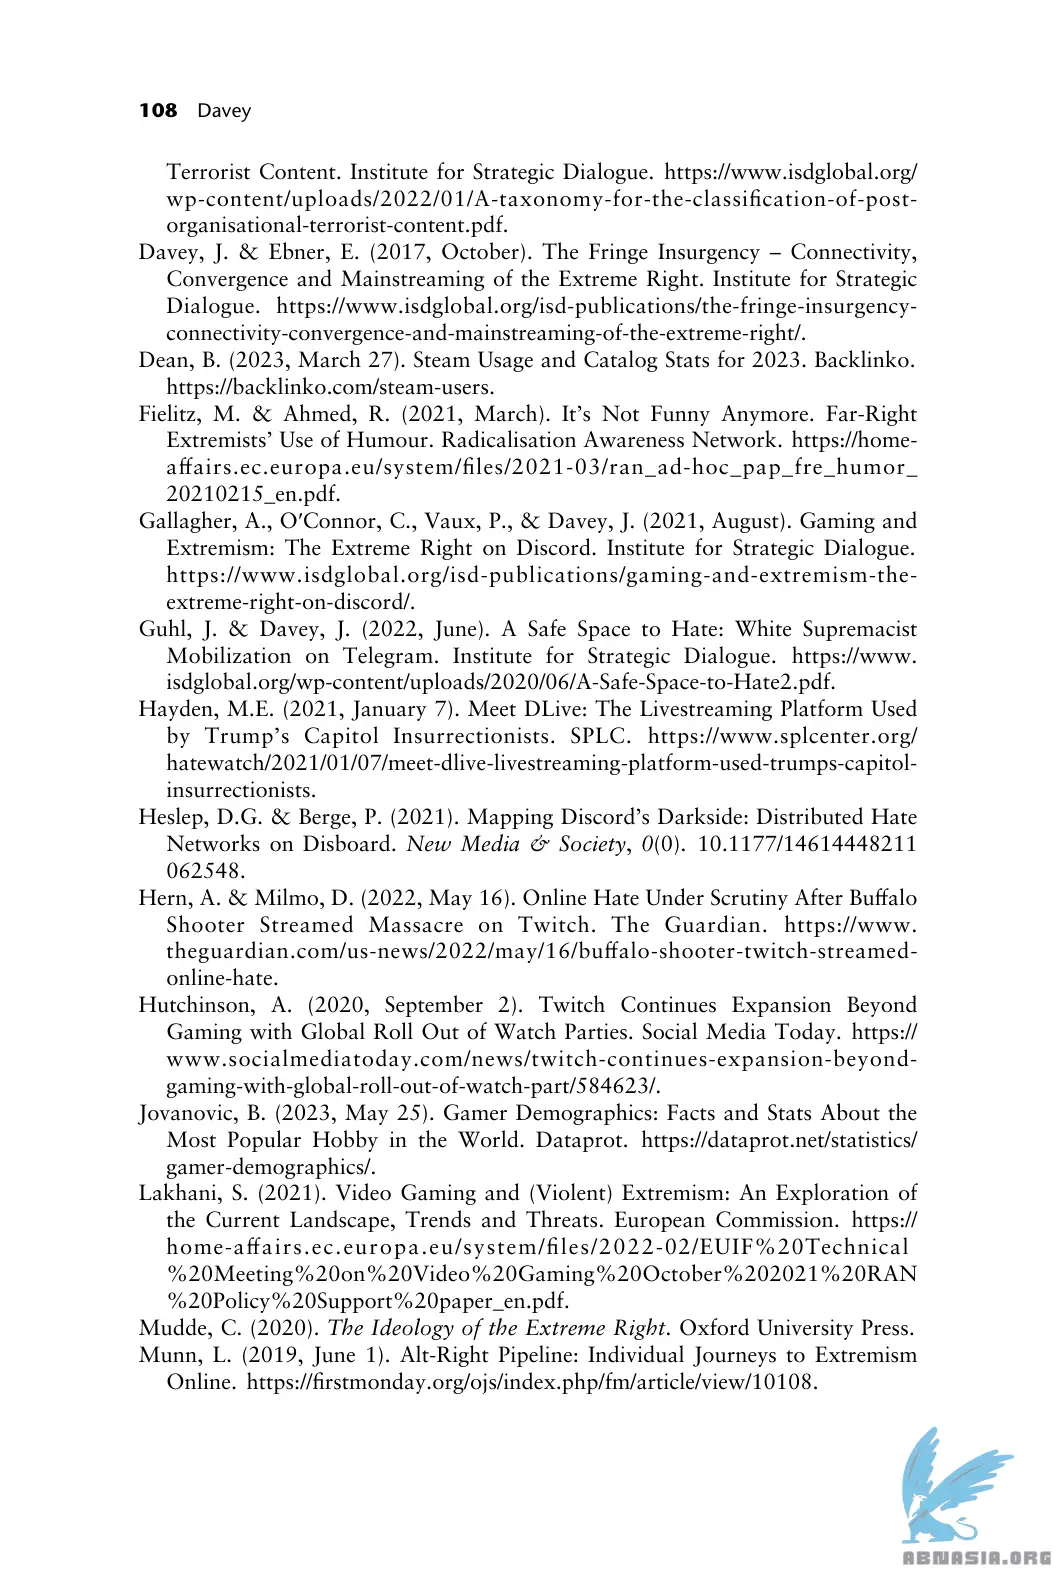 108 Davey
Terrorist Content. Institute for Strategic Dialogue. https://www.isdglobal.org/
wp-content/uploads/2022/01/A-taxonomy-for-the-classification-of-post-
organisational-terrorist-content.pdf.
Davey, J. & Ebner, E. (2017, October). The Fringe Insurgency – Connectivity,
Convergence and Mainstreaming of the Extreme Right. Institute for Strategic
Dialogue. https://www.isdglobal.org/isd-publications/the-fringe-insurgency-
connectivity-convergence-and-mainstreaming-of-the-extreme-right/.
Dean, B. (2023, March 27). Steam Usage and Catalog Stats for 2023. Backlinko.
https://backlinko.com/steam-users.
Fielitz, M. & Ahmed, R. (2021, March). It’s Not Funny Anymore. Far-Right
Extremists’ Use of Humour. Radicalisation Awareness Network. https://home-
affairs.ec.europa.eu/system/files/2021-03/ran_ad-hoc_pap_fre_humor_
20210215_en.pdf.
Gallagher, A., O′Connor, C., Vaux, P., & Davey, J. (2021, August). Gaming and
Extremism: The Extreme Right on Discord. Institute for Strategic Dialogue.
https://www.isdglobal.org/isd-publications/gaming-and-extremism-the-
extreme-right-on-discord/.
Guhl, J. & Davey, J. (2022, June). A Safe Space to Hate: White Supremacist
Mobilization on Telegram. Institute for Strategic Dialogue. https://www.
isdglobal.org/wp-content/uploads/2020/06/A-Safe-Space-to-Hate2.pdf.
Hayden, M.E. (2021, January 7). Meet DLive: The Livestreaming Platform Used
by Trump’s Capitol Insurrectionists. SPLC. https://www.splcenter.org/
hatewatch/2021/01/07/meet-dlive-livestreaming-platform-used-trumps-capitol-
insurrectionists.
Heslep, D.G. & Berge, P. (2021). Mapping Discord’s Darkside: Distributed Hate
Networks on Disboard. New Media & Society, 0(0). 10.1177/14614448211
062548.
Hern, A. & Milmo, D. (2022, May 16). Online Hate Under Scrutiny After Buffalo
Shooter Streamed Massacre on Twitch. The Guardian. https://www.
theguardian.com/us-news/2022/may/16/buffalo-shooter-twitch-streamed-
online-hate.
Hutchinson, A. (2020, September 2). Twitch Continues Expansion Beyond
Gaming with Global Roll Out of Watch Parties. Social Media Today. https://
www.socialmediatoday.com/news/twitch-continues-expansion-beyond-
gaming-with-global-roll-out-of-watch-part/584623/.
Jovanovic, B. (2023, May 25). Gamer Demographics: Facts and Stats About the
Most Popular Hobby in the World. Dataprot. https://dataprot.net/statistics/
gamer-demographics/.
Lakhani, S. (2021). Video Gaming and (Violent) Extremism: An Exploration of
the Current Landscape, Trends and Threats. European Commission. https://
home-affairs.ec.europa.eu/system/files/2022-02/EUIF%20Technical
%20Meeting%20on%20Video%20Gaming%20October%202021%20RAN
%20Policy%20Support%20paper_en.pdf.
Mudde, C. (2020). The Ideology of the Extreme Right. Oxford University Press.
Munn, L. (2019, June 1). Alt-Right Pipeline: Individual Journeys to Extremism
Online. https://firstmonday.org/ojs/index.php/fm/article/view/10108.
ABNASIA.ORG